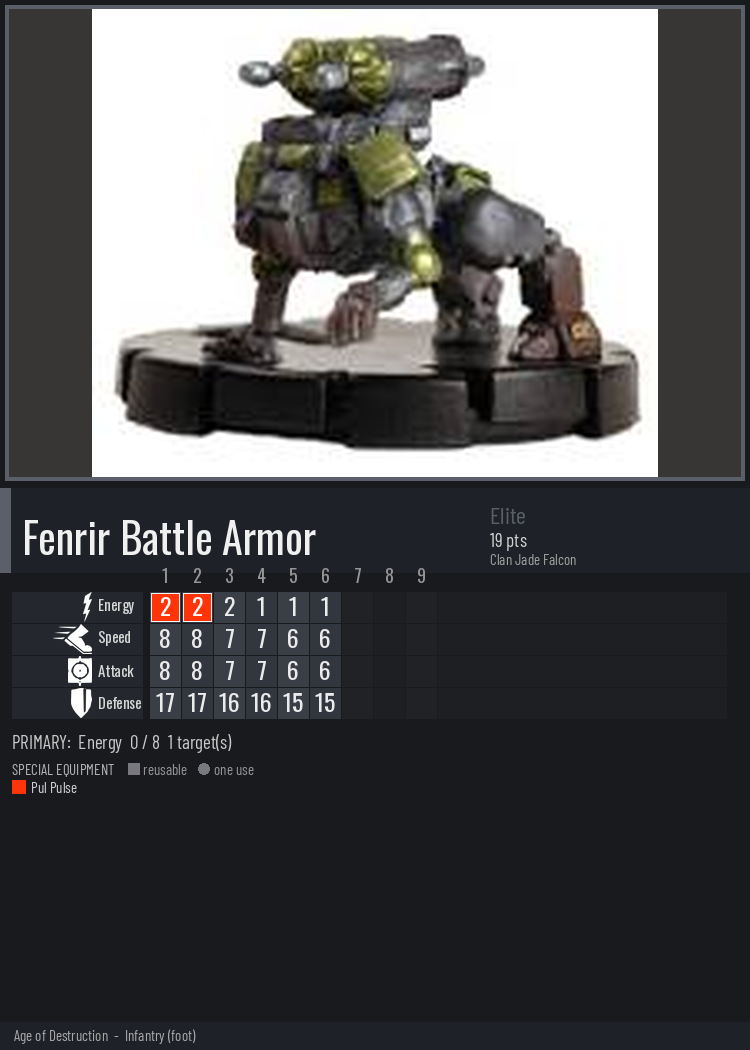 Fenrir Battle Armor
Elite
19 pts
Clan Jade Falcon
1 2 3 4 5 6 7 8 9
Energy 2 2 2 1 1 1
Speed 8 8 7 7 6 6
Attack 8 8 7 7 6 6
Defense 17 17 16 16 15 15
PRIMARY: Energy 0 / 8 1 target(s)
SPECIAL EQUIPMENT reusable one use
Pul Pulse
Age of Destruction - Infantry (foot)